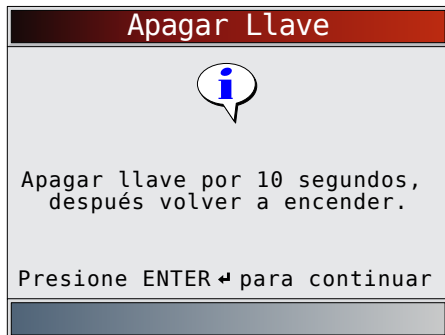 Apagar Llave
i
Apagar llave por 10 segundos,
después volver a encender.
Presione ENTER ↵ para continuar